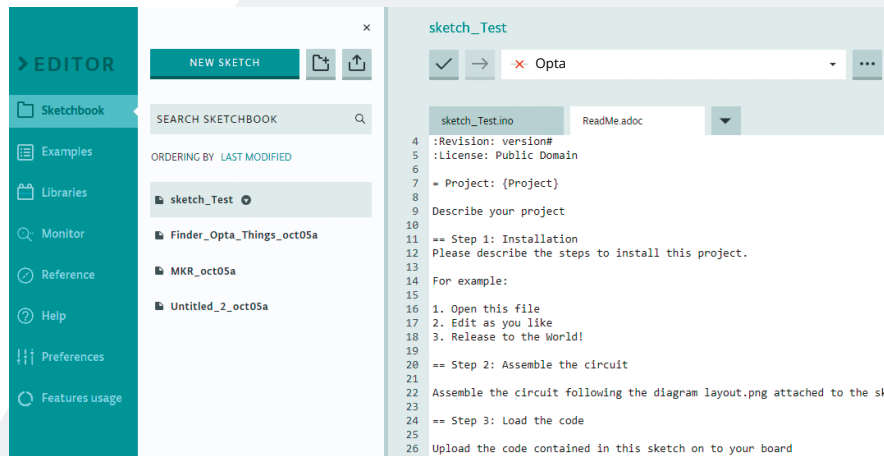 EDITOR
Sketchbook
Examples
Libraries
Monitor
Reference
Help
Preferences
Features usage
×
NEW SKETCH
SEARCH SKETCHBOOK
ORDERING BY LAST MODIFIED
sketch_Test
Finder_Opta_Things_oct05a
MKR_oct05a
Untitled_2_oct05a
sketch_Test
Opta
sketch_Test.ino
ReadMe.adoc
4 :Revision: version#
5 :License: Public Domain
6
7 = Project: {Project}
8
9 Describe your project
10
11 == Step 1: Installation
12 Please describe the steps to install this project.
13
14 For example:
15
16 1. Open this file
17 2. Edit as you like
18 3. Release to the World!
19
20 == Step 2: Assemble the circuit
21
22 Assemble the circuit following the diagram layout.png attached to the
23
24 == Step 3: Load the code
25
26 Upload the code contained in this sketch on to your board